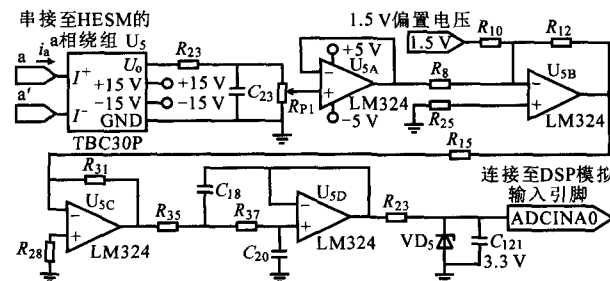 串接至HESM的
a相绕组 U5
a ia
a′
I+
I−
Uo
+15 V
−15 V
GND
TBC30P
+15 V
−15 V
R23
C23
RP1
+5 V
U5A
LM324
−5 V
1.5 V偏置电压
1.5 V
R10
R12
R8
R25
U5B
LM324
R15
R31
U5C
LM324
R28
R35
C18
R37
C20
U5D
LM324
R23
VD5
C121
3.3 V
连接至DSP模拟
输入引脚
ADCINA0